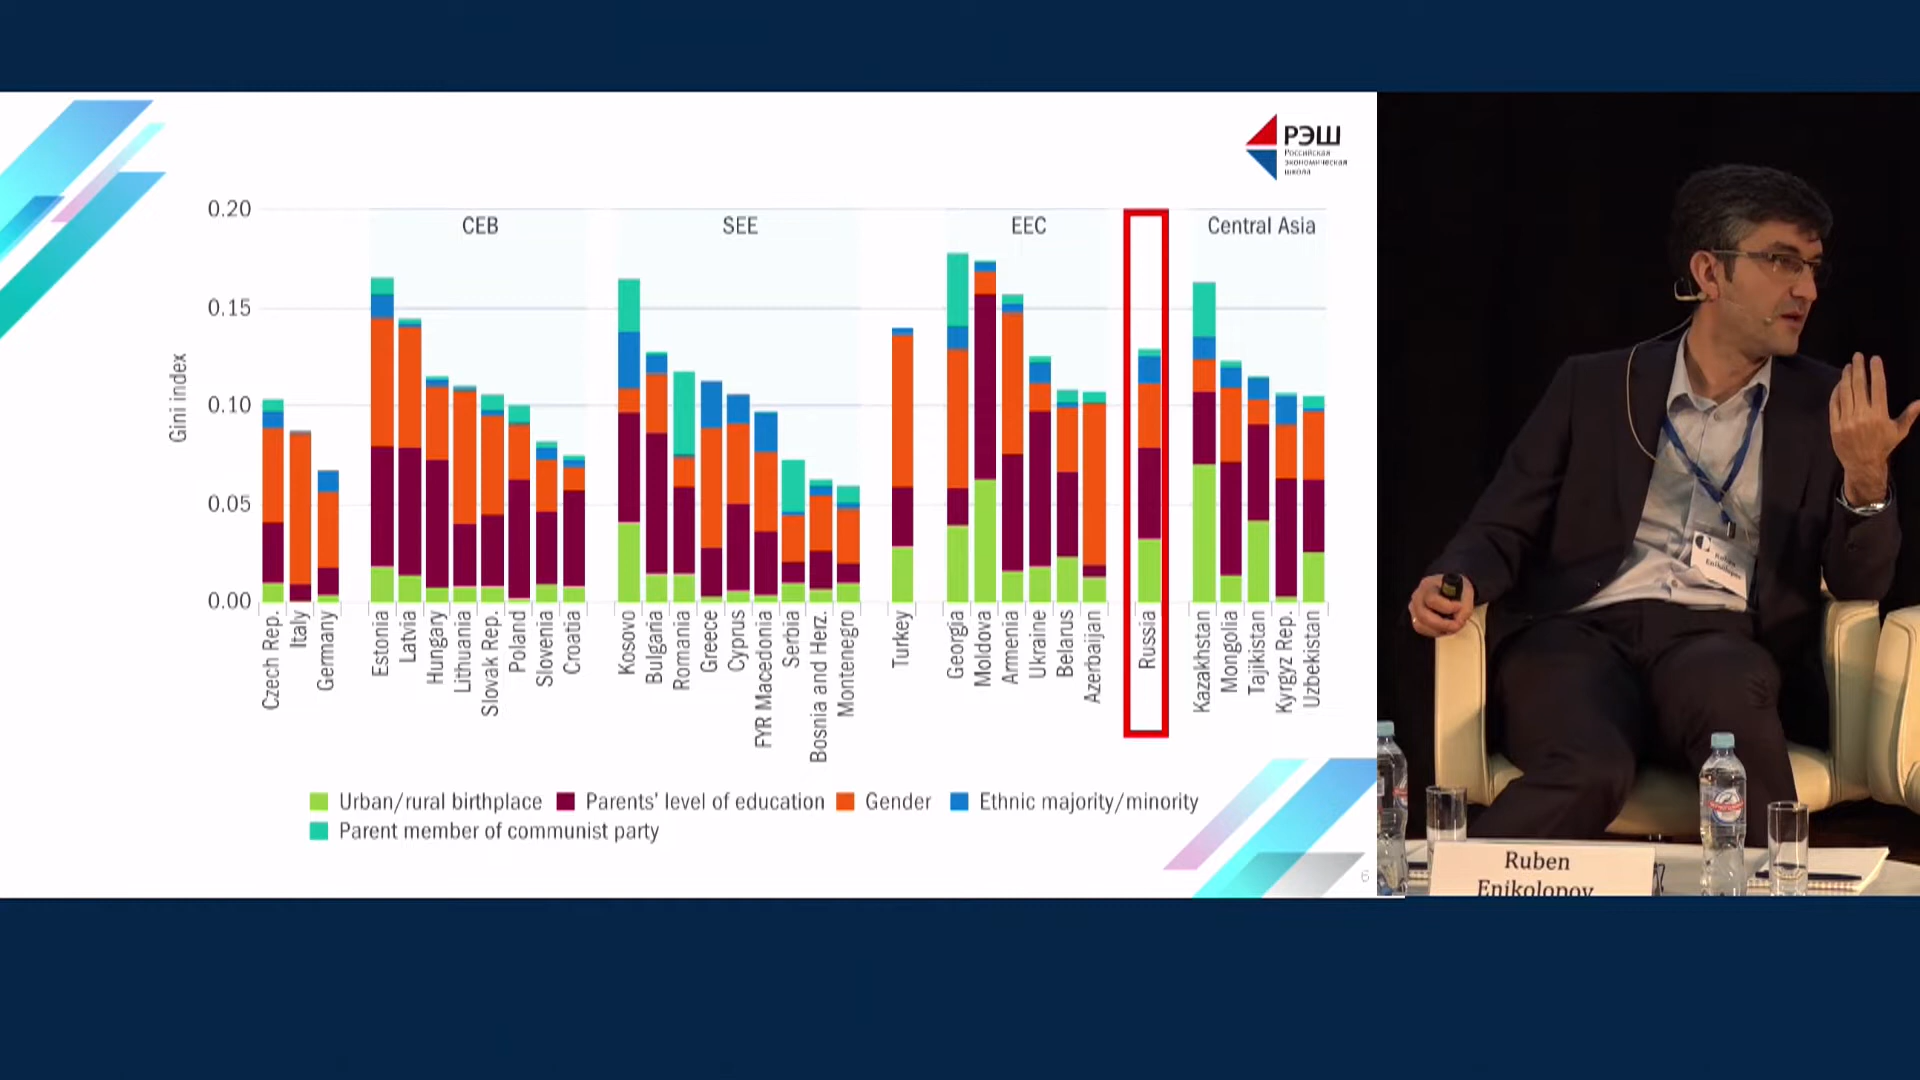 РЭШ
Российская
экономическая
школа
0.20
0.15
0.10
0.05
0.00
Gini index
CEB
SEE
EEC
Central Asia
Czech Rep.
Italy
Germany
Estonia
Latvia
Hungary
Lithuania
Slovak Rep.
Poland
Slovenia
Croatia
Kosovo
Bulgaria
Romania
Greece
Cyprus
FYR Macedonia
Serbia
Bosnia and Herz.
Montenegro
Turkey
Georgia
Moldova
Armenia
Ukraine
Belarus
Azerbaijan
Russia
Kazakhstan
Mongolia
Tajikistan
Kyrgyz Rep.
Uzbekistan
Urban/rural birthplace Parents' level of education Gender Ethnic majority/minority
Parent member of communist party
6
Ruben
Enikolopov
Ruben
Enikolopov